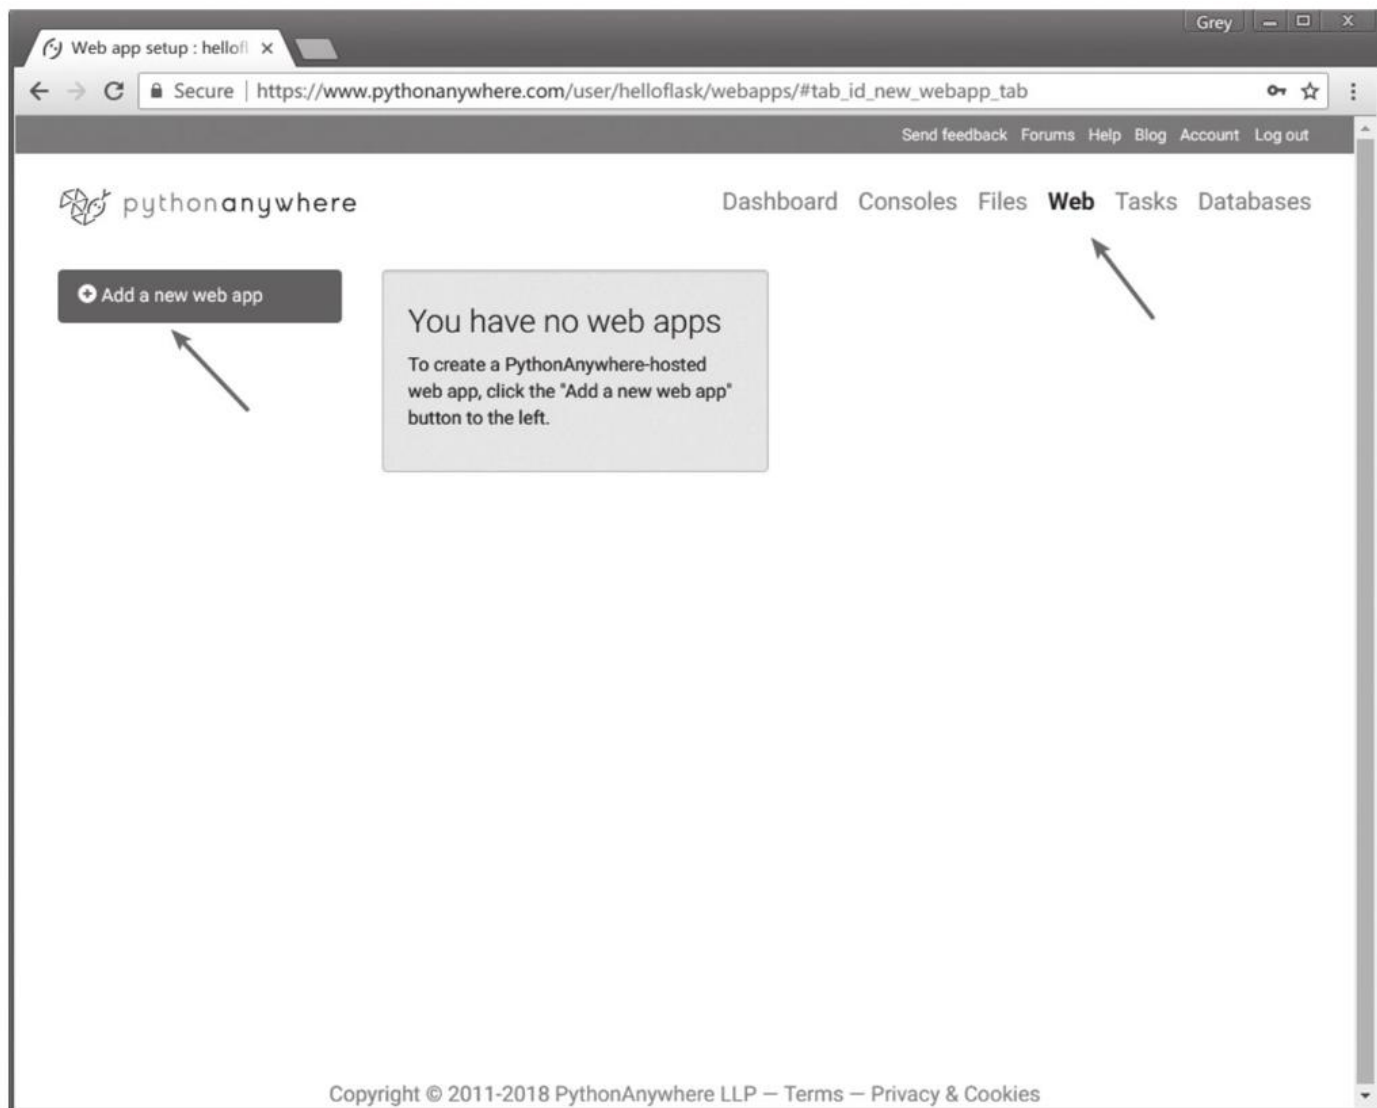 Grey
Web app setup : hellofl
Secure | https://www.pythonanywhere.com/user/helloflask/webapps/#tab_id_new_webapp_tab
Send feedback Forums Help Blog Account Log out
pythonanywhere
Dashboard Consoles Files Web Tasks Databases
Add a new web app
You have no web apps
To create a PythonAnywhere-hosted
web app, click the "Add a new web app"
button to the left.
Copyright © 2011-2018 PythonAnywhere LLP — Terms — Privacy & Cookies